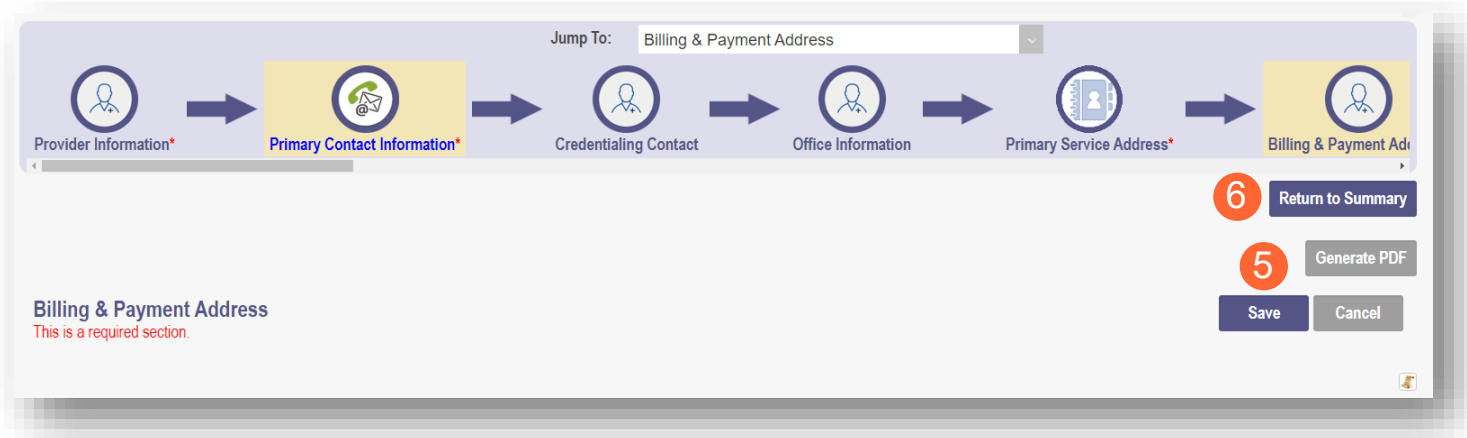 Jump To: Billing & Payment Address
@
Provider Information* Primary Contact Information* Credentialing Contact Office Information Primary Service Address* Billing & Payment Add
6 Return to Summary
5 Generate PDF
Billing & Payment Address
Save Cancel
This is a required section.